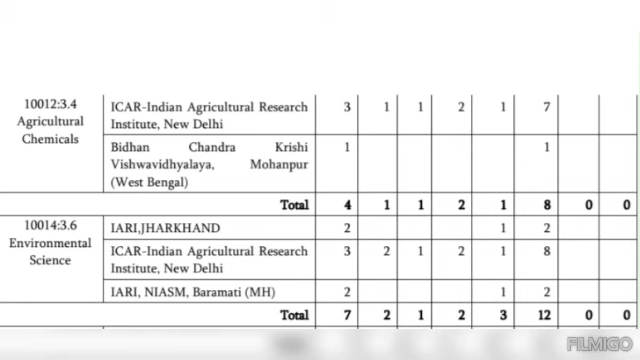 10012:3.4 Agricultural Chemicals ICAR-Indian Agricultural Research Institute, New Delhi 3 1 1 2 1 7
Bidhan Chandra Krishi Vishwavidhyalaya, Mohanpur (West Bengal) 1 1
Total 4 1 1 2 1 8 0 0
10014:3.6 Environmental Science IARI,JHARKHAND 2 1 2
ICAR-Indian Agricultural Research Institute, New Delhi 3 2 1 2 1 8
IARI, NIASM, Baramati (MH) 2 1 2
Total 7 2 1 2 3 12 0 0
FILMIGO